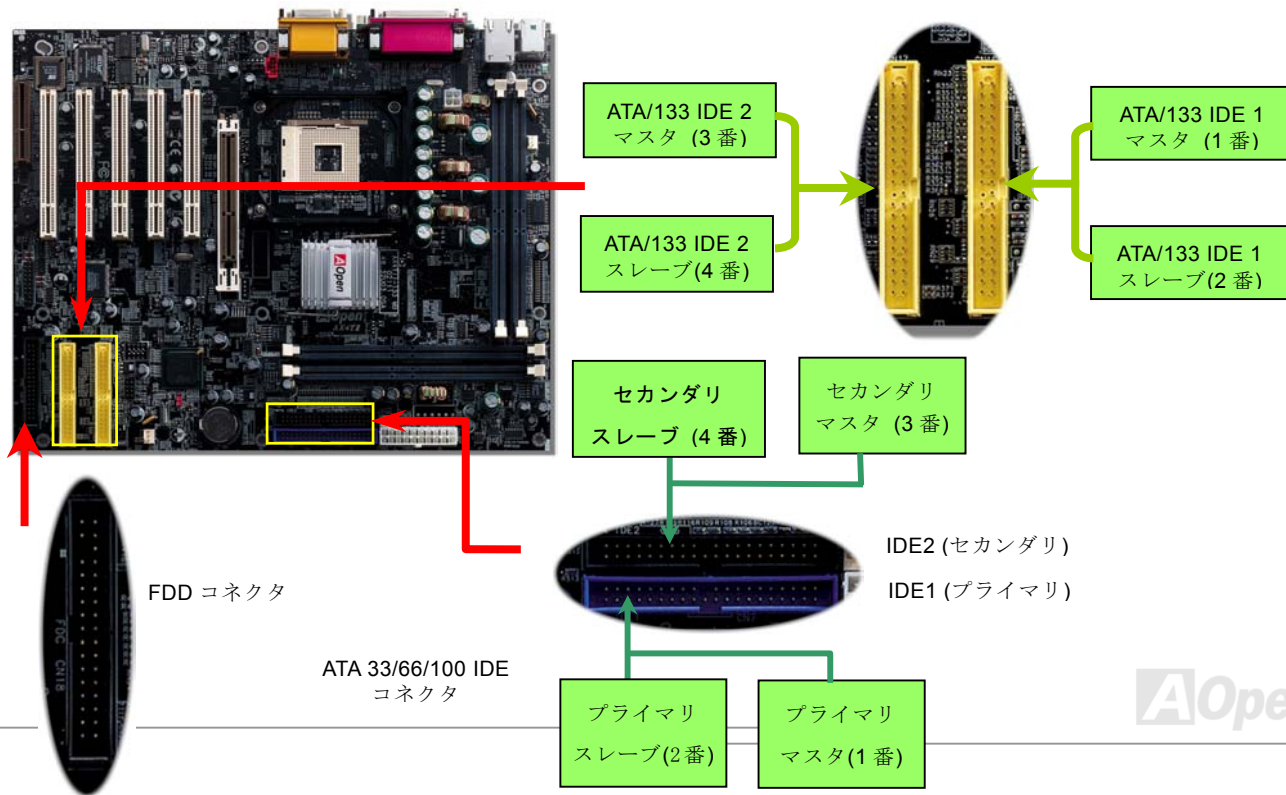 ATA/133 IDE 2
マスタ (3 番)
ATA/133 IDE 1
マスタ (1 番)
ATA/133 IDE 2
スレーブ(4 番)
ATA/133 IDE 1
スレーブ(2 番)
AOpen
セカンダリ
スレーブ (4 番)
セカンダリ
マスタ (3 番)
IDE2
IDE2 (セカンダリ)
IDE1 (プライマリ)
FDD コネクタ
FDC CN18
ATA 33/66/100 IDE
コネクタ
プライマリ
スレーブ(2番)
プライマリ
マスタ(1 番)
AOpe